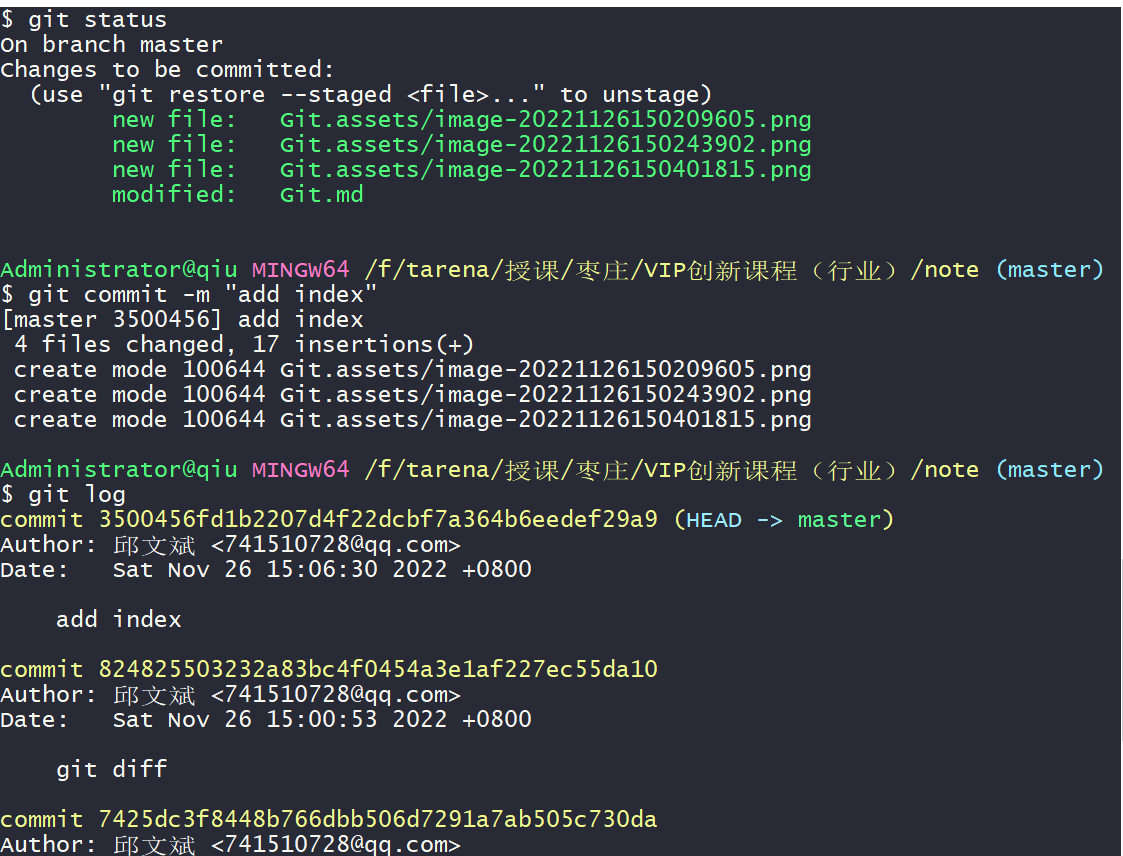 $ git status
On branch master
Changes to be committed:
  (use "git restore --staged <file>..." to unstage)
        new file:   Git.assets/image-20221126150209605.png
        new file:   Git.assets/image-20221126150243902.png
        new file:   Git.assets/image-20221126150401815.png
        modified:   Git.md
Administrator@qiu MINGW64 /f/tarena/授课/枣庄/VIP创新课程（行业）/note (master)
$ git commit -m "add index"
[master 3500456] add index
 4 files changed, 17 insertions(+)
 create mode 100644 Git.assets/image-20221126150209605.png
 create mode 100644 Git.assets/image-20221126150243902.png
 create mode 100644 Git.assets/image-20221126150401815.png
Administrator@qiu MINGW64 /f/tarena/授课/枣庄/VIP创新课程（行业）/note (master)
$ git log
commit 3500456fd1b2207d4f22dcbf7a364b6eedef29a9 (HEAD -> master)
Author: 邱文斌 <741510728@qq.com>
Date:   Sat Nov 26 15:06:30 2022 +0800
    add index
commit 824825503232a83bc4f0454a3e1af227ec55da10
Author: 邱文斌 <741510728@qq.com>
Date:   Sat Nov 26 15:00:53 2022 +0800
    git diff
commit 7425dc3f8448b766dbb506d7291a7ab505c730da
Author: 邱文斌 <741510728@qq.com>